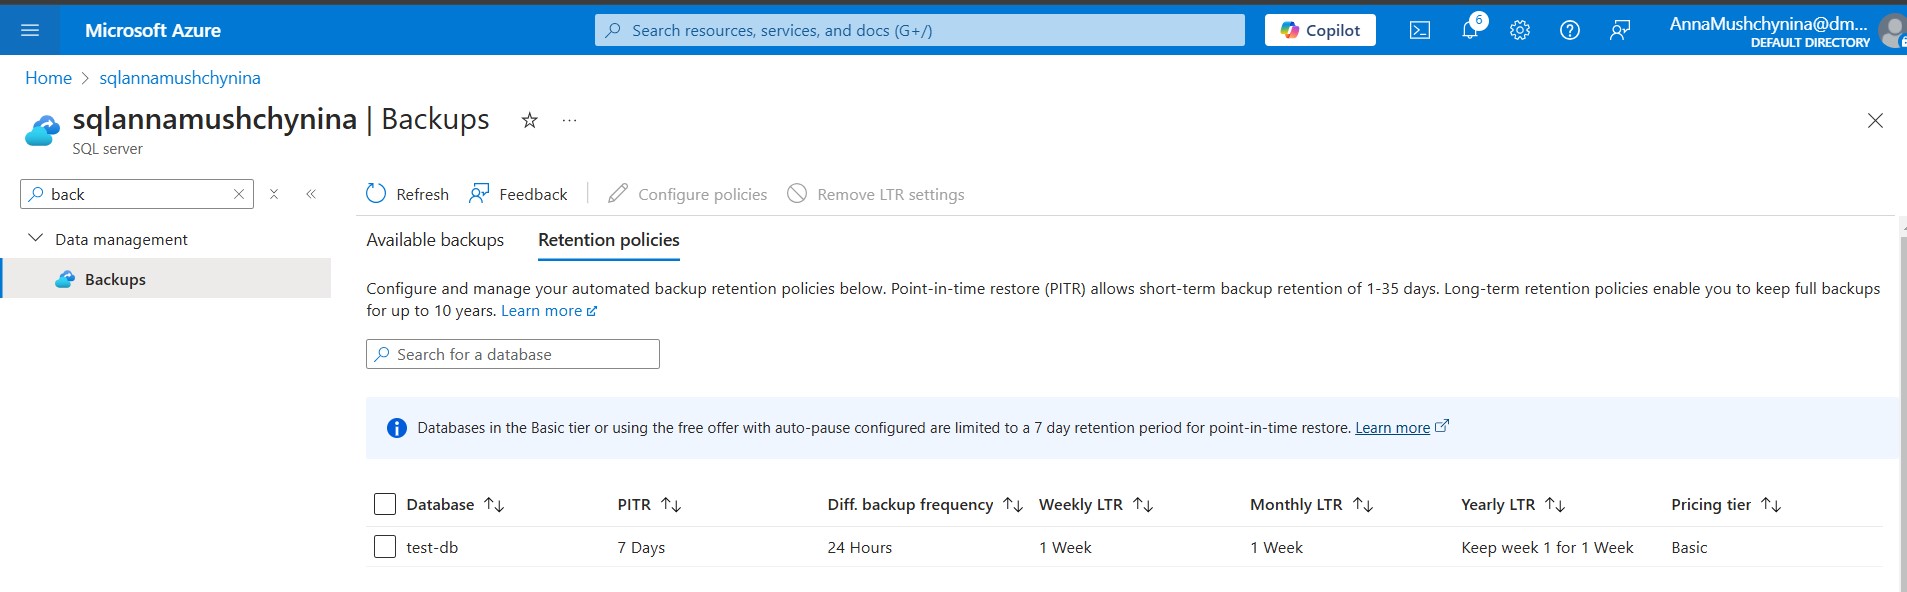 Microsoft Azure
Search resources, services, and docs (G+/)
Copilot
6
AnnaMushchynina@dm...
DEFAULT DIRECTORY
Home > sqlannamushchynina
sqlannamushchynina | Backups
SQL server
back
Refresh
Feedback
Configure policies
Remove LTR settings
Data management
Backups
Available backups
Retention policies
Configure and manage your automated backup retention policies below. Point-in-time restore (PITR) allows short-term backup retention of 1-35 days. Long-term retention policies enable you to keep full backups
for up to 10 years. Learn more
Search for a database
Databases in the Basic tier or using the free offer with auto-pause configured are limited to a 7 day retention period for point-in-time restore. Learn more
Database PITR Diff. backup frequency Weekly LTR Monthly LTR Yearly LTR Pricing tier
test-db 7 Days 24 Hours 1 Week 1 Week Keep week 1 for 1 Week Basic